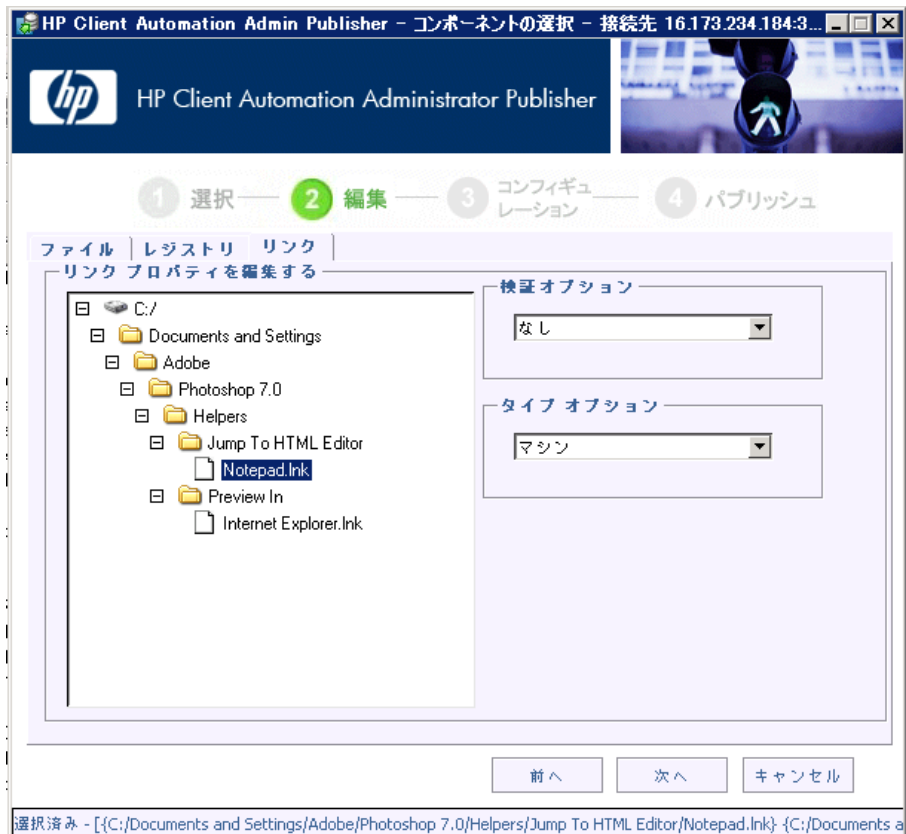 HP Client Automation Admin Publisher - コンポーネントの選択 - 接続先 16.173.234.184:3...
hp
HP Client Automation Administrator Publisher
1 選択 2 編集 3 コンフィギュレーション 4 パブリッシュ
ファイル レジストリ リンク
リンク プロパティを編集する
C:/
Documents and Settings
Adobe
Photoshop 7.0
Helpers
Jump To HTML Editor
Notepad.lnk
Preview In
Internet Explorer.lnk
検証オプション
なし
タイプ オプション
マシン
前へ 次へ キャンセル
選択済み - [{C:/Documents and Settings/Adobe/Photoshop 7.0/Helpers/Jump To HTML Editor/Notepad.lnk} {C:/Documents a